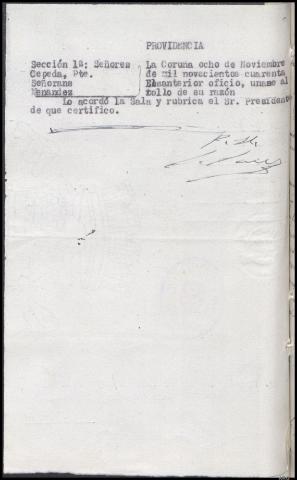 PROVIDENCIA
Sección 1ª: Señores
Cepeda, Pte.
Señorans
Menández
La Coruña ocho de Noviembre
de mil novecientos cuarenta
El anterior oficio, unase al
rollo de su razón
Lo acordó la Sala y rubrica el Sr. Presidente
de que certifico.